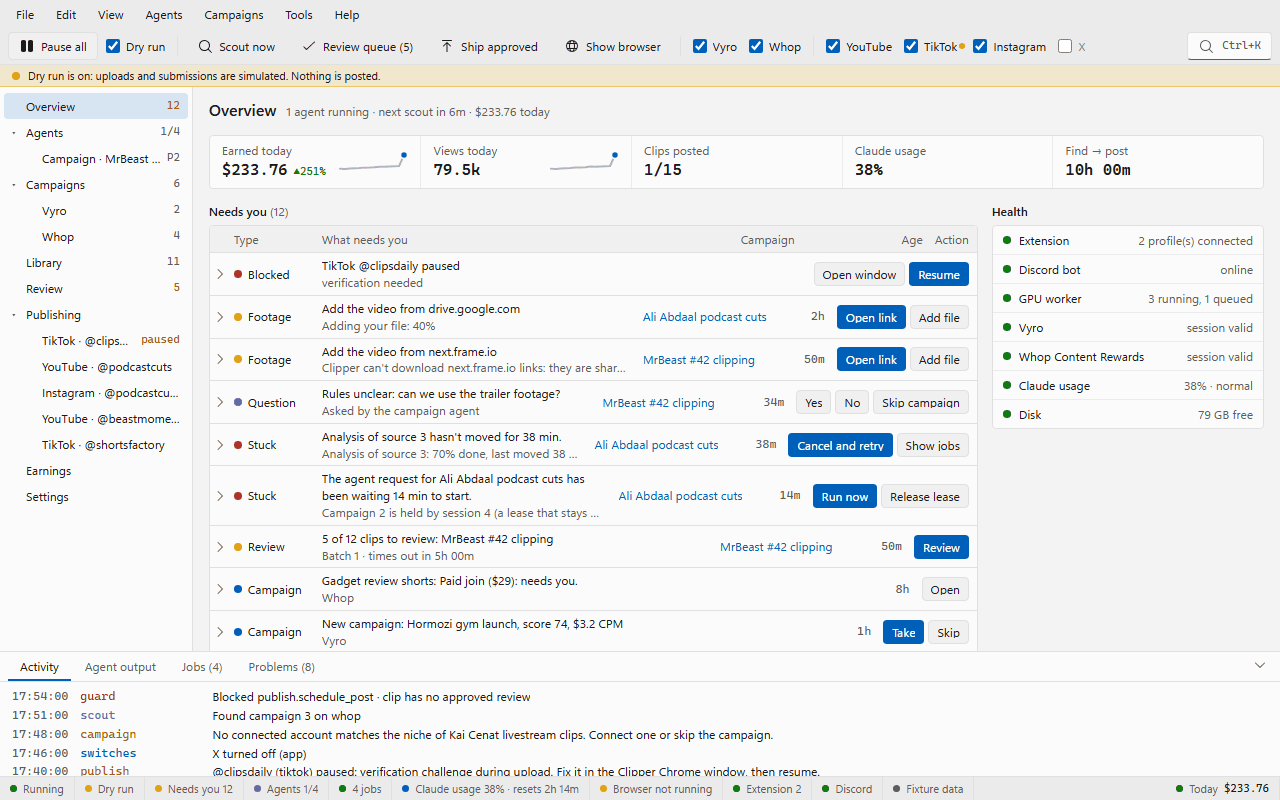 File Edit View Agents Campaigns Tools Help
Pause all Dry run Scout now Review queue (5) Ship approved Show browser Vyro Whop YouTube TikTok Instagram X Ctrl+K
Dry run is on: uploads and submissions are simulated. Nothing is posted.
Overview 12
Agents 1/4
Campaign · MrBeast ... P2
Campaigns 6
Vyro 2
Whop 4
Library 11
Review 5
Publishing
TikTok · @clips... paused
YouTube · @podcastcuts
Instagram · @podcastcu...
YouTube · @beastmome...
TikTok · @shortsfactory
Earnings
Settings
Overview 1 agent running · next scout in 6m · $233.76 today
Earned today
$233.76 ▲251%
Views today
79.5k
Clips posted
1/15
Claude usage
38%
Find → post
10h 00m
Needs you (12)
Type What needs you Campaign Age Action
Blocked TikTok @clipsdaily paused Open window Resume
verification needed
Footage Add the video from drive.google.com Ali Abdaal podcast cuts 2h Open link Add file
Adding your file: 40%
Footage Add the video from next.frame.io MrBeast #42 clipping 50m Open link Add file
Clipper can't download next.frame.io links: they are shar...
Question Rules unclear: can we use the trailer footage? MrBeast #42 clipping 34m Yes No Skip campaign
Asked by the campaign agent
Stuck Analysis of source 3 hasn't moved for 38 min. Ali Abdaal podcast cuts 38m Cancel and retry Show jobs
Analysis of source 3: 70% done, last moved 38 ...
Stuck The agent request for Ali Abdaal podcast cuts has
been waiting 14 min to start. Ali Abdaal podcast cuts 14m Run now Release lease
Campaign 2 is held by session 4 (a lease that stays ...
Review 5 of 12 clips to review: MrBeast #42 clipping MrBeast #42 clipping 50m Review
Batch 1 · times out in 5h 00m
Campaign Gadget review shorts: Paid join ($29): needs you. 8h Open
Whop
Campaign New campaign: Hormozi gym launch, score 74, $3.2 CPM 1h Take Skip
Vyro
Health
Extension 2 profile(s) connected
Discord bot online
GPU worker 3 running, 1 queued
Vyro session valid
Whop Content Rewards session valid
Claude usage 38% · normal
Disk 79 GB free
Activity Agent output Jobs (4) Problems (8)
17:54:00 guard Blocked publish.schedule_post · clip has no approved review
17:51:00 scout Found campaign 3 on whop
17:48:00 campaign No connected account matches the niche of Kai Cenat livestream clips. Connect one or skip the campaign.
17:46:00 switches X turned off (app)
17:40:00 publish @clipsdaily (tiktok) paused: verification challenge during upload. Fix it in the Clipper Chrome window, then resume.
Running Dry run Needs you 12 Agents 1/4 4 jobs Claude usage 38% · resets 2h 14m Browser not running Extension 2 Discord Fixture data Today $233.76